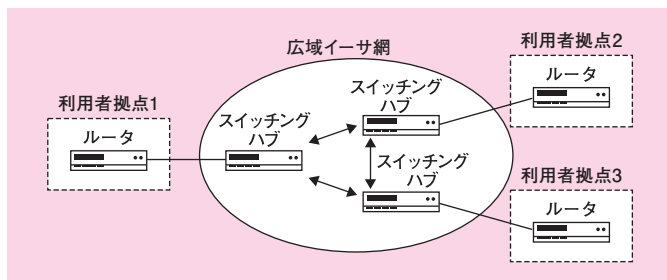 広域イーサ網
利用者拠点1
ルータ
スイッチング
ハブ
スイッチング
ハブ
スイッチング
ハブ
利用者拠点2
ルータ
利用者拠点3
ルータ